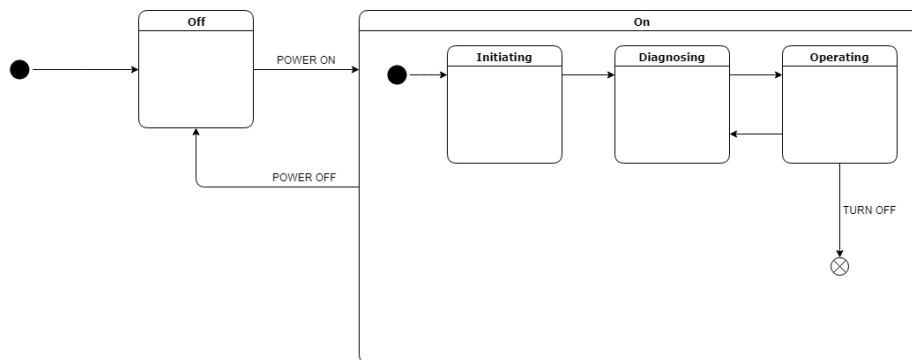 Off
On
POWER ON
Initiating
Diagnosing
Operating
POWER OFF
TURN OFF